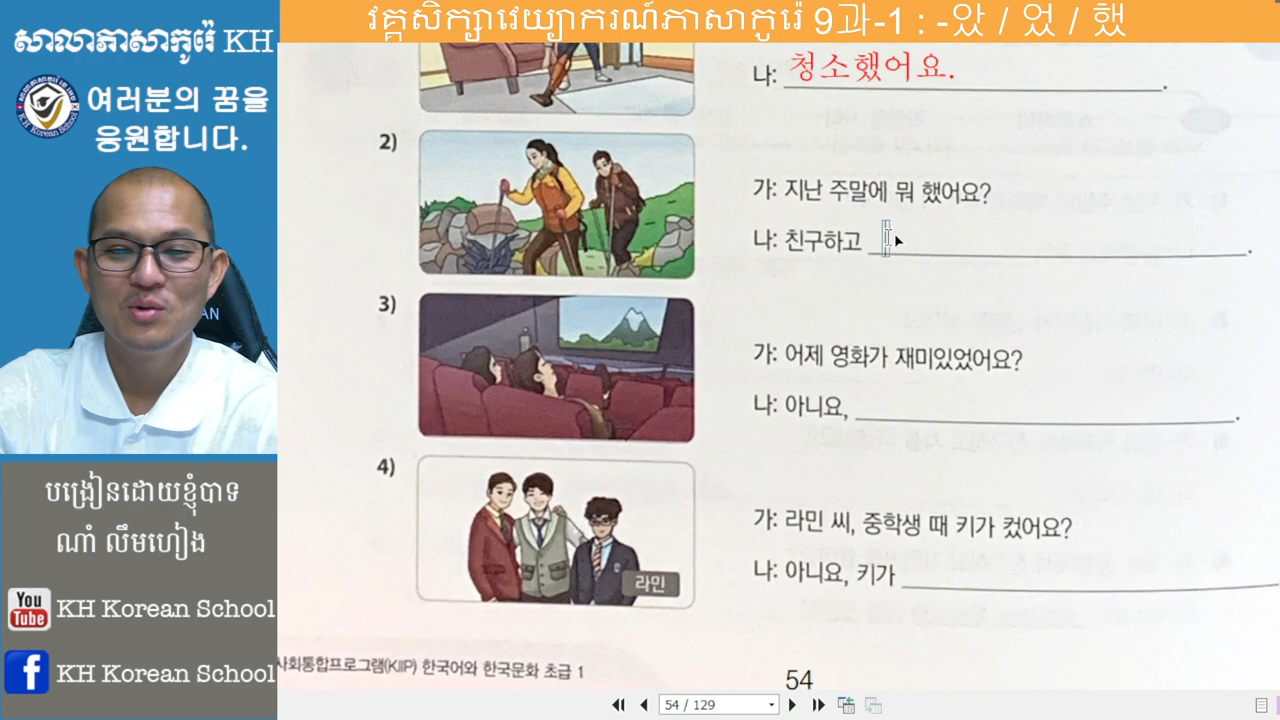 វគ្គសិក្សាវេយ្យាករណ៍ភាសាកូរ៉េ 9과-1 : -았 / 었 / 했
សាលាភាសាកូរ៉េ KH
여러분의 꿈을
응원합니다.
បង្រៀនដោយខ្ញុំបាទ
ណាំ លឹមហៀង
You Tube KH Korean School
KH Korean School
나: 청소했어요.
2)
가: 지난 주말에 뭐 했어요?
나: 친구하고
3)
가: 어제 영화가 재미있었어요?
나: 아니요,
4)
라민
가: 라민 씨, 중학생 때 키가 컸어요?
나: 아니요, 키가
사회통합프로그램(KIIP) 한국어와 한국문화 초급 1
54
54 / 129